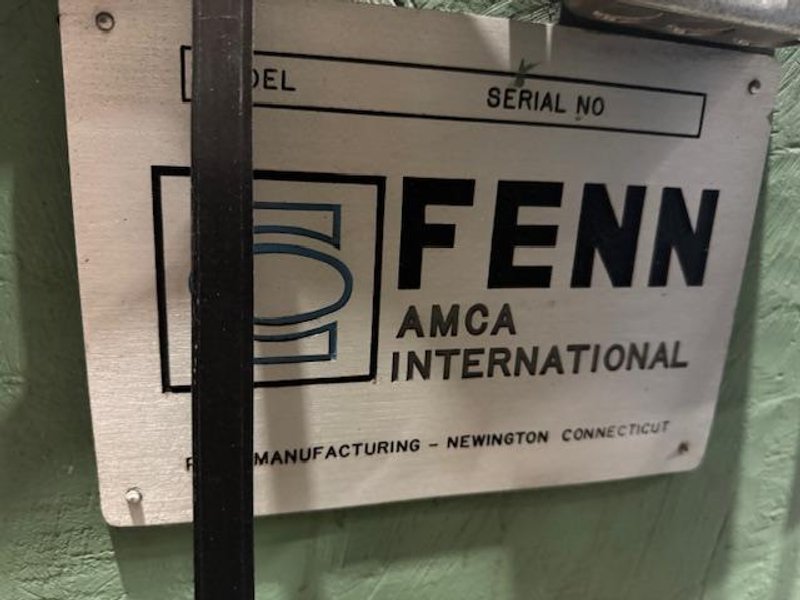 DEL SERIAL NO
FENN
AMCA
INTERNATIONAL
MANUFACTURING - NEWINGTON CONNECTICUT